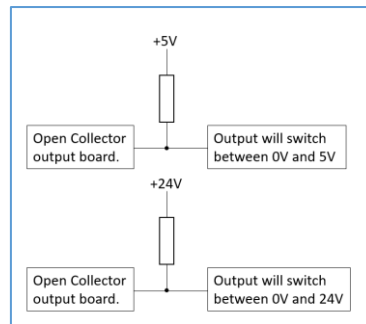 +5V
Open Collector
output board.
Output will switch
between 0V and 5V
+24V
Open Collector
output board.
Output will switch
between 0V and 24V